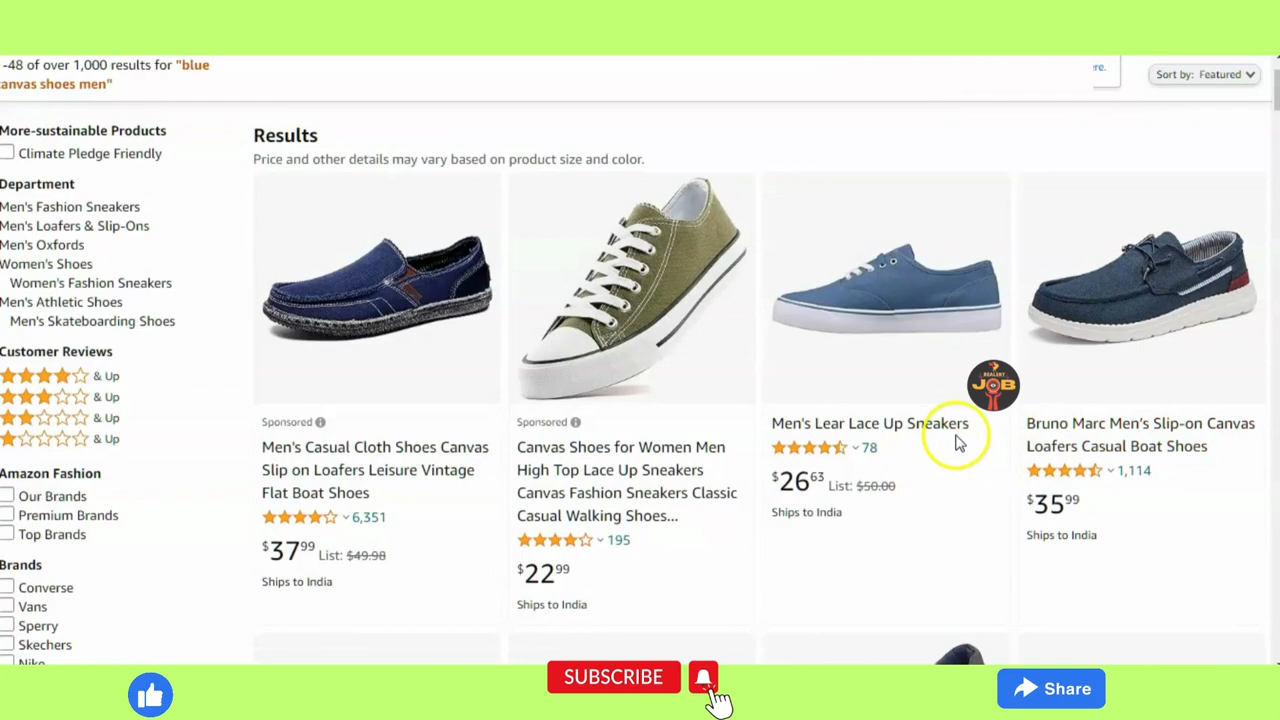 -48 of over 1,000 results for "blue
canvas shoes men"
re.
Sort by: Featured
More-sustainable Products
Climate Pledge Friendly
Department
Men's Fashion Sneakers
Men's Loafers & Slip-Ons
Men's Oxfords
Women's Shoes
Women's Fashion Sneakers
Men's Athletic Shoes
Men's Skateboarding Shoes
Customer Reviews
& Up
& Up
& Up
& Up
Amazon Fashion
Our Brands
Premium Brands
Top Brands
Brands
Converse
Vans
Sperry
Skechers
Nike
Results
Price and other details may vary based on product size and color.
Sponsored
Men's Casual Cloth Shoes Canvas
Slip on Loafers Leisure Vintage
Flat Boat Shoes
6,351
$37.99 List: $49.98
Ships to India
Sponsored
Canvas Shoes for Women Men
High Top Lace Up Sneakers
Canvas Fashion Sneakers Classic
Casual Walking Shoes...
195
$22.99
Ships to India
REALERT
JOB
Men's Lear Lace Up Sneakers
78
$26.63 List: $50.00
Ships to India
Bruno Marc Men's Slip-on Canvas
Loafers Casual Boat Shoes
1,114
$35.99
Ships to India
SUBSCRIBE
Share